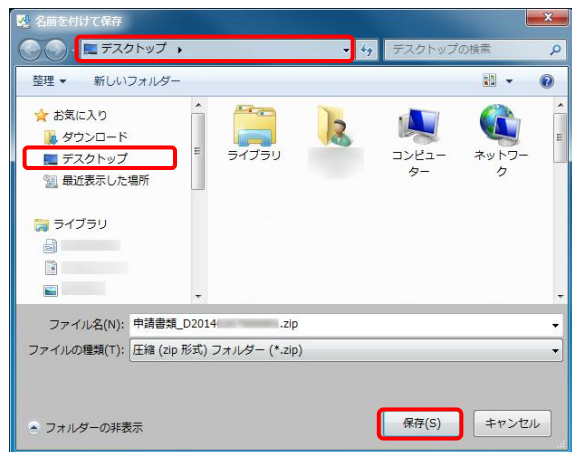 名前を付けて保存
デスクトップ
デスクトップの検索
整理
新しいフォルダー
お気に入り
ダウンロード
デスクトップ
最近表示した場所
ライブラリ
ライブラリ
コンピューター
ネットワーク
ファイル名(N): 申請書類_D2014 .zip
ファイルの種類(T): 圧縮 (zip 形式) フォルダー (*.zip)
フォルダーの非表示
保存(S)
キャンセル